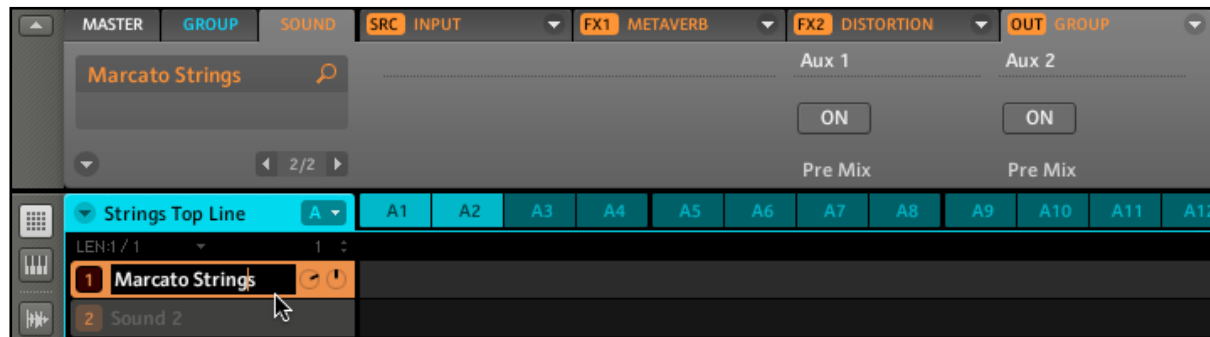 MASTER GROUP SOUND SRC INPUT FX1 METAVERB FX2 DISTORTION OUT GROUP
Marcato Strings Aux 1 Aux 2
ON ON
2/2 Pre Mix Pre Mix
Strings Top Line A A1 A2 A3 A4 A5 A6 A7 A8 A9 A10 A11 A12
LEN:1 / 1 1
1 Marcato Strings
2 Sound 2